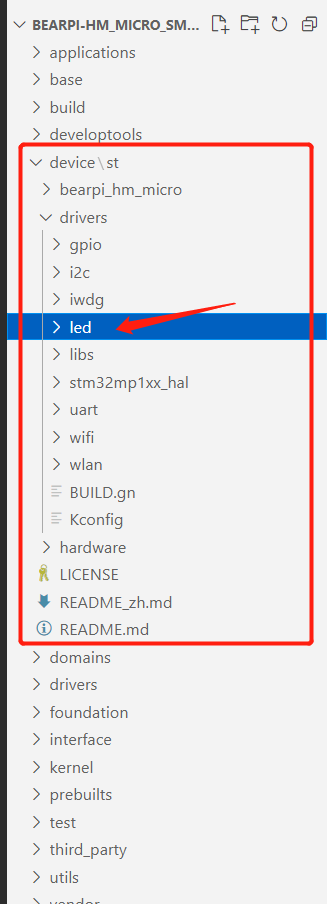 BEARPI-HM_MICRO_SM...
applications
base
build
developtools
device\st
bearpi_hm_micro
drivers
gpio
i2c
iwdg
led
libs
stm32mp1xx_hal
uart
wifi
wlan
BUILD.gn
Kconfig
hardware
LICENSE
README_zh.md
README.md
domains
drivers
foundation
interface
kernel
prebuilts
test
third_party
utils
vendor